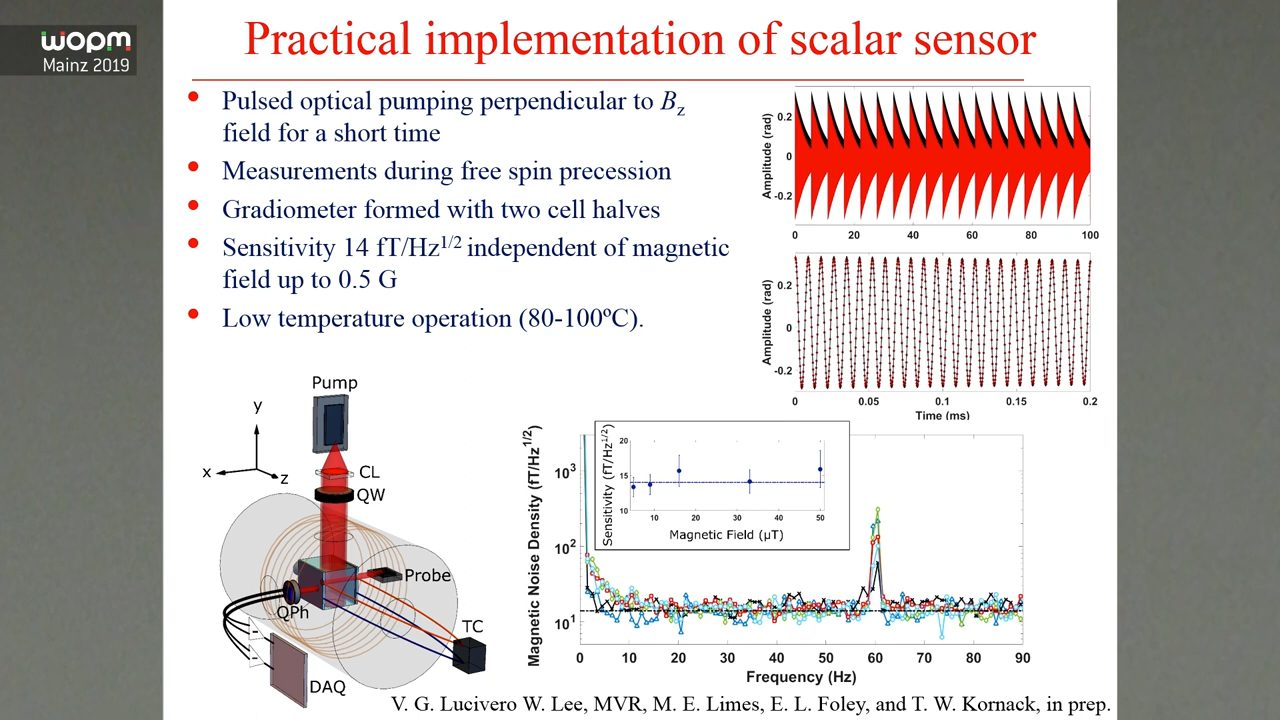 wopm
Mainz 2019
Practical implementation of scalar sensor
• Pulsed optical pumping perpendicular to Bz
field for a short time
• Measurements during free spin precession
• Gradiometer formed with two cell halves
• Sensitivity 14 fT/Hz1/2 independent of magnetic
field up to 0.5 G
• Low temperature operation (80-100ºC).
Amplitude (rad)
0.2
0
-0.2
0 20 40 60 80 100
Amplitude (rad)
0.2
0
-0.2
0 0.05 0.1 0.15 0.2
Time (ms)
Pump
y
x
z
CL
QW
Probe
QPh
TC
DAQ
-
-
Magnetic Noise Density (fT/Hz1/2)
103
102
101
0 10 20 30 40 50 60 70 80 90
Frequency (Hz)
Sensitivity (fT/Hz1/2)
20
15
10
10 20 30 40 50
Magnetic Field (µT)
V. G. Lucivero W. Lee, MVR, M. E. Limes, E. L. Foley, and T. W. Kornack, in prep.